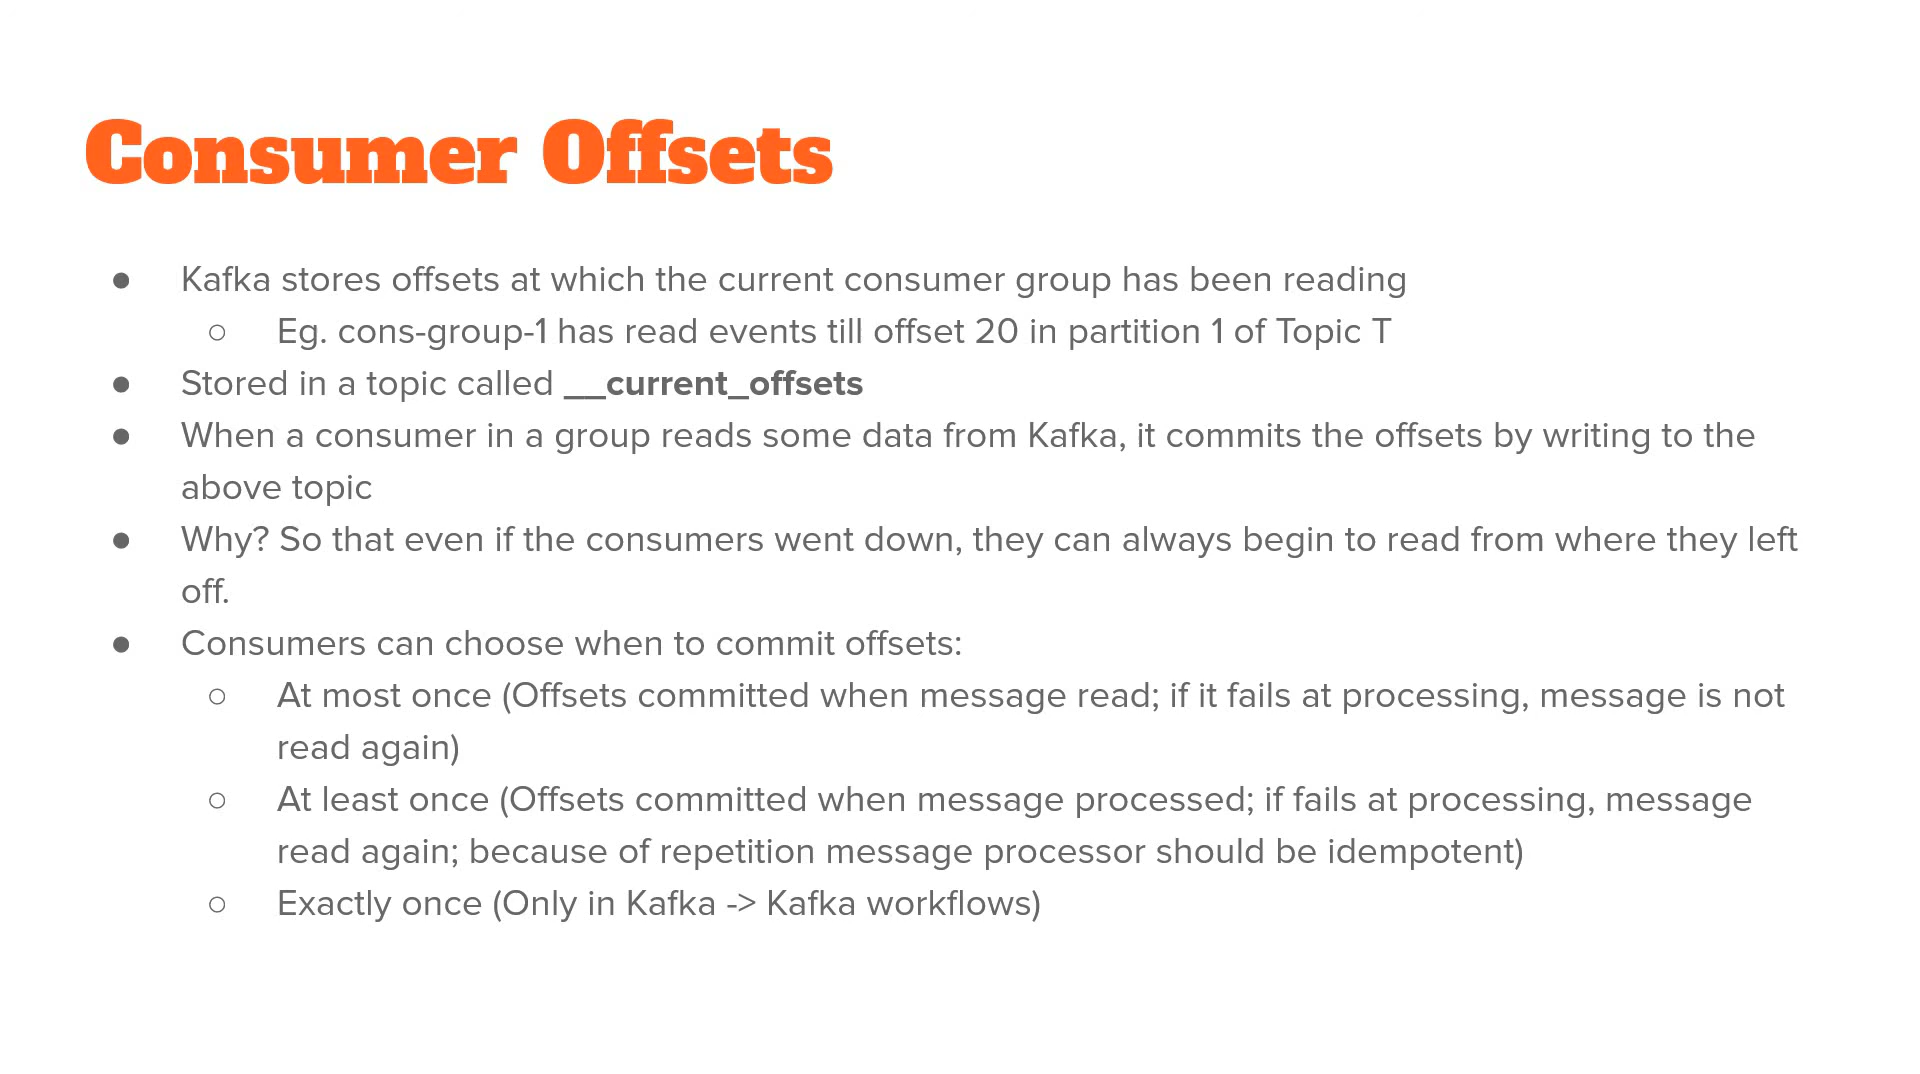 Consumer Offsets
● Kafka stores offsets at which the current consumer group has been reading
○ Eg. cons-group-1 has read events till offset 20 in partition 1 of Topic T
● Stored in a topic called __current_offsets
● When a consumer in a group reads some data from Kafka, it commits the offsets by writing to the
above topic
● Why? So that even if the consumers went down, they can always begin to read from where they left
off.
● Consumers can choose when to commit offsets:
○ At most once (Offsets committed when message read; if it fails at processing, message is not
read again)
○ At least once (Offsets committed when message processed; if fails at processing, message
read again; because of repetition message processor should be idempotent)
○ Exactly once (Only in Kafka -> Kafka workflows)